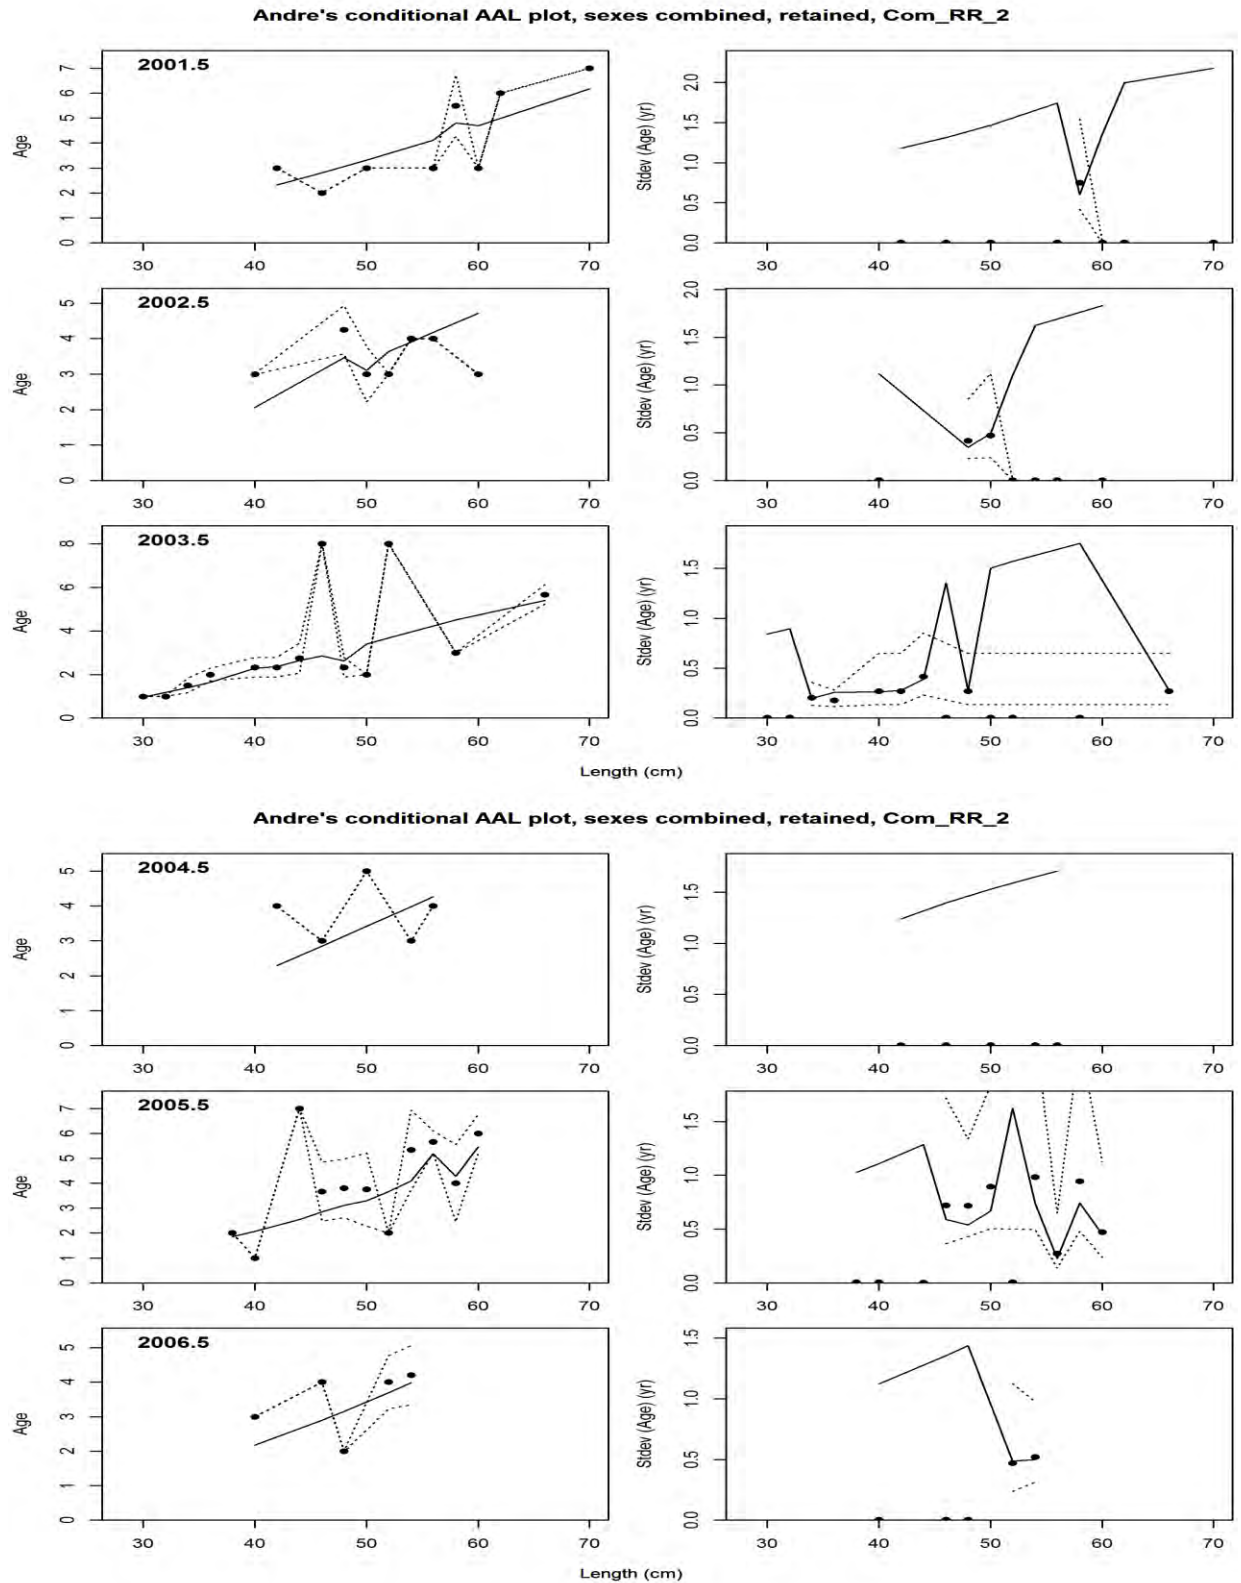 Andre's conditional AAL plot, sexes combined, retained, Com_RR_2
2001.5
Age
0 1 2 3 4 5 6 7
30 40 50 60 70
Stdev (Age) (yr)
0.0 0.5 1.0 1.5 2.0
30 40 50 60 70
2002.5
Age
0 1 2 3 4 5
30 40 50 60 70
Stdev (Age) (yr)
0.0 0.5 1.0 1.5 2.0
30 40 50 60 70
2003.5
Age
0 2 4 6 8
30 40 50 60 70
Stdev (Age) (yr)
0.0 0.5 1.0 1.5
30 40 50 60 70
Length (cm)
Andre's conditional AAL plot, sexes combined, retained, Com_RR_2
2004.5
Age
0 1 2 3 4 5
30 40 50 60 70
Stdev (Age) (yr)
0.0 0.5 1.0 1.5
30 40 50 60 70
2005.5
Age
0 1 2 3 4 5 6 7
30 40 50 60 70
Stdev (Age) (yr)
0.0 0.5 1.0 1.5
30 40 50 60 70
2006.5
Age
0 1 2 3 4 5
30 40 50 60 70
Stdev (Age) (yr)
0.0 0.5 1.0 1.5
30 40 50 60 70
Length (cm)